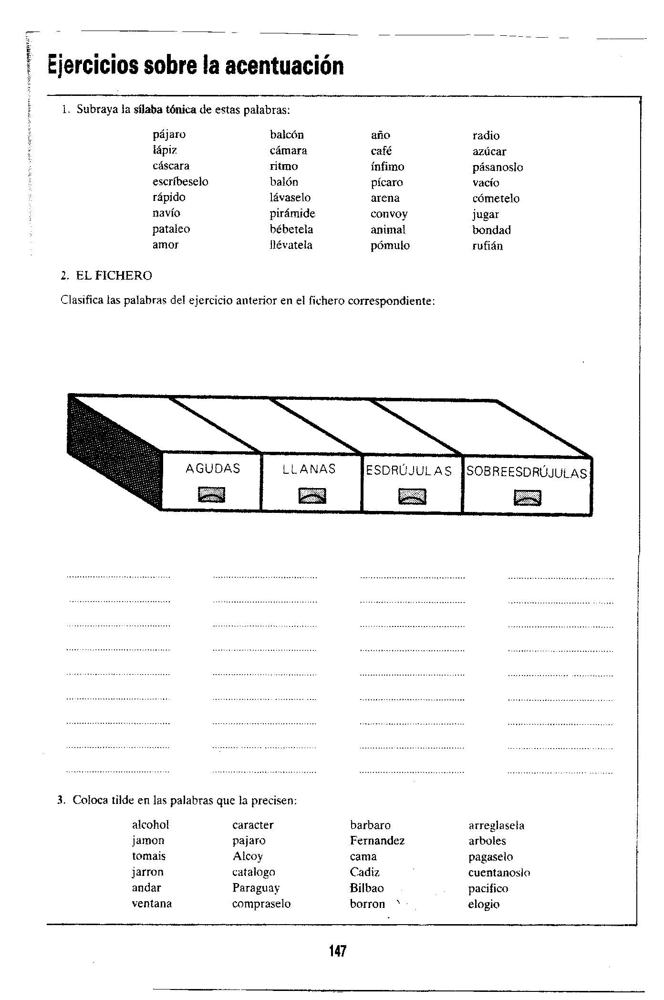 Ejercicios sobre la acentuación
1. Subraya la sílaba tónica de estas palabras:
pájaro balcón año radio
lápiz cámara café azúcar
cáscara ritmo ínfimo pásanoslo
escríbeselo balón pícaro vacío
rápido lávaselo arena cómetelo
navío pirámide convoy jugar
pataleo bébetela animal bondad
amor llévatela pómulo rufián
2. EL FICHERO
Clasifica las palabras del ejercicio anterior en el fichero correspondiente:
AGUDAS LLANAS ESDRÚJULAS SOBREESDRÚJULAS
3. Coloca tilde en las palabras que la precisen:
alcohol caracter barbaro arreglasela
jamon pajaro Fernandez arboles
tomais Alcoy cama pagaselo
jarron catalogo Cadiz cuentanoslo
andar Paraguay Bilbao pacifico
ventana compraselo borron elogio
147